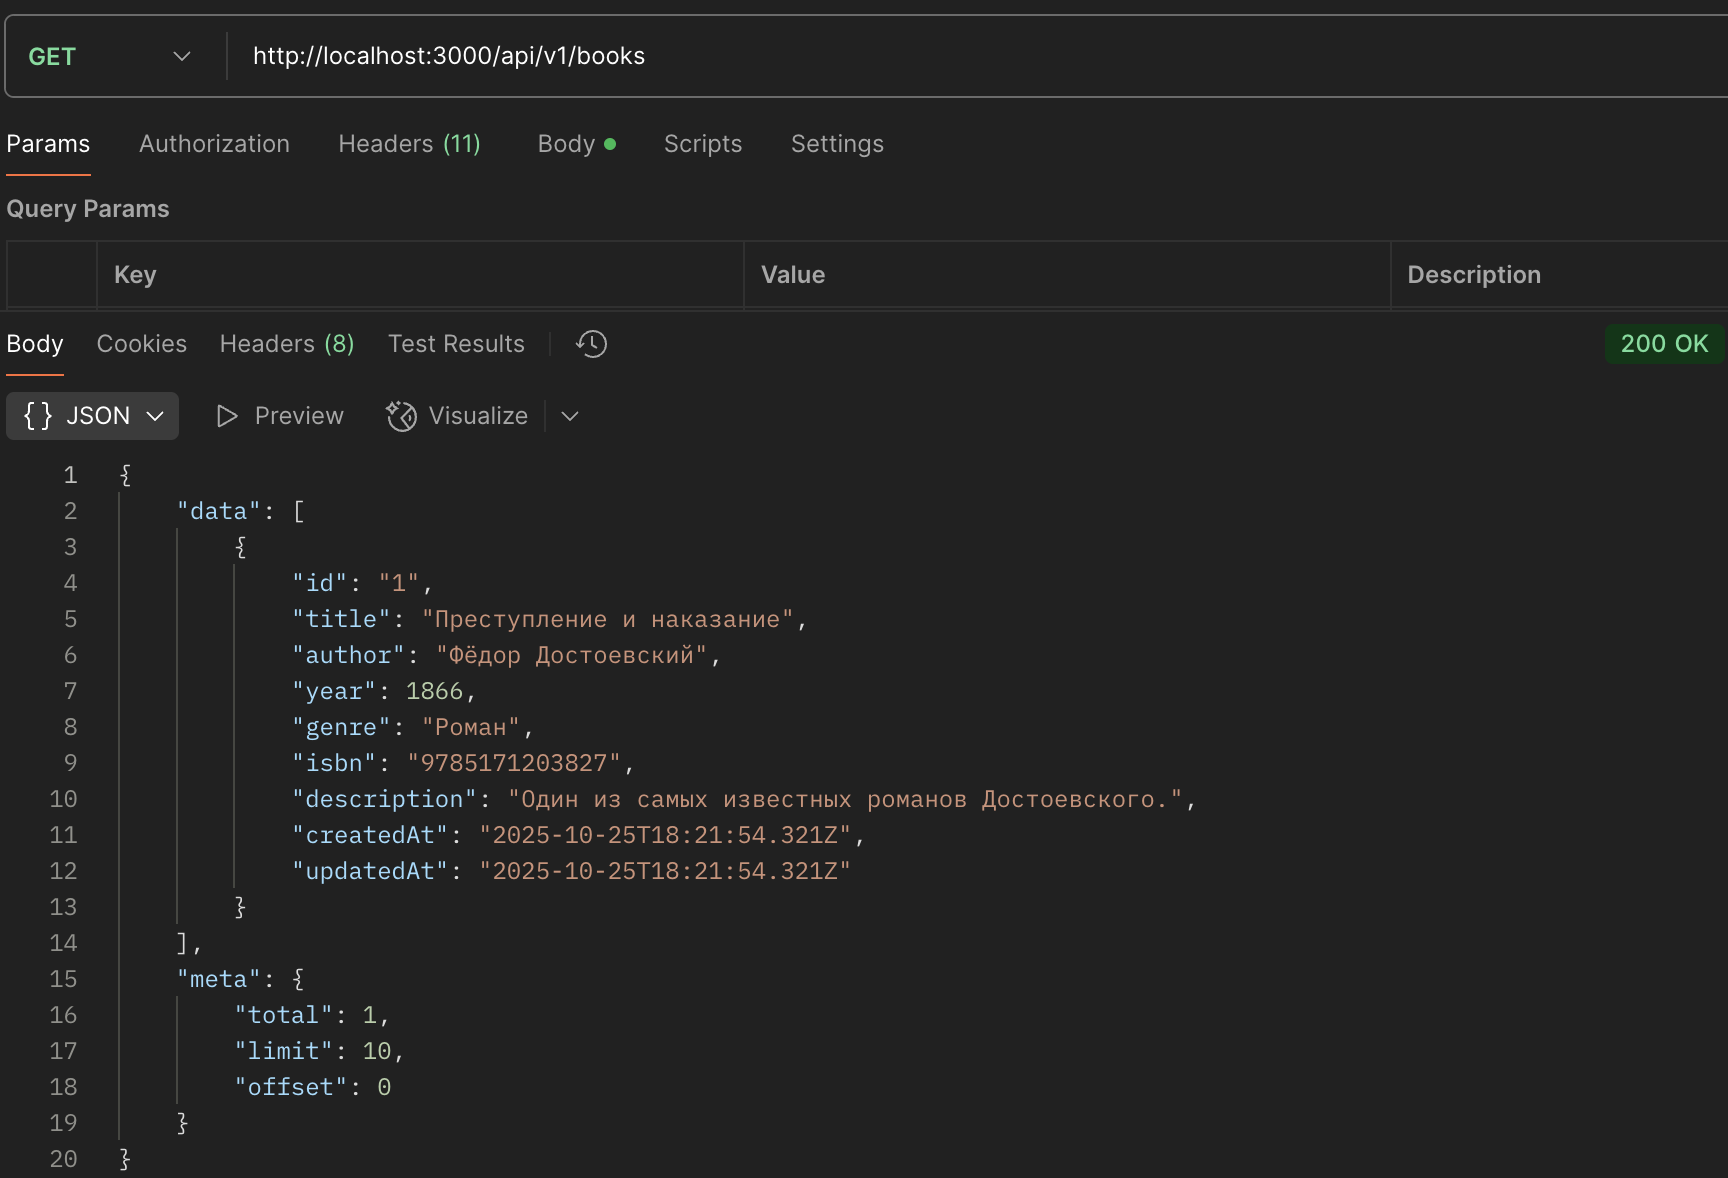 GET http://localhost:3000/api/v1/books
Params Authorization Headers (11) Body Scripts Settings
Query Params
Key Value Description
Body Cookies Headers (8) Test Results 200 OK
{} JSON Preview Visualize
1 {
2 "data": [
3 {
4 "id": "1",
5 "title": "Преступление и наказание",
6 "author": "Фёдор Достоевский",
7 "year": 1866,
8 "genre": "Роман",
9 "isbn": "9785171203827",
10 "description": "Один из самых известных романов Достоевского.",
11 "createdAt": "2025-10-25T18:21:54.321Z",
12 "updatedAt": "2025-10-25T18:21:54.321Z"
13 }
14 ],
15 "meta": {
16 "total": 1,
17 "limit": 10,
18 "offset": 0
19 }
20 }